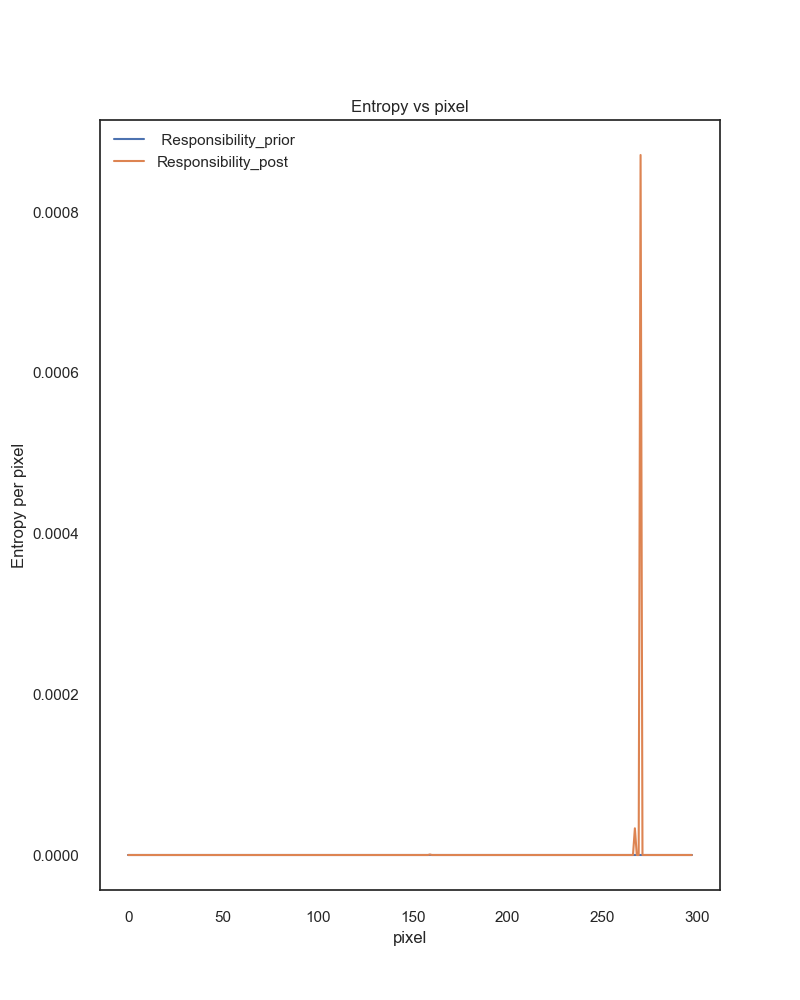 Entropy vs pixel
Responsibility_prior
Responsibility_post
0.0008
0.0006
0.0004
0.0002
0.0000
Entropy per pixel
0 50 100 150 200 250 300
pixel